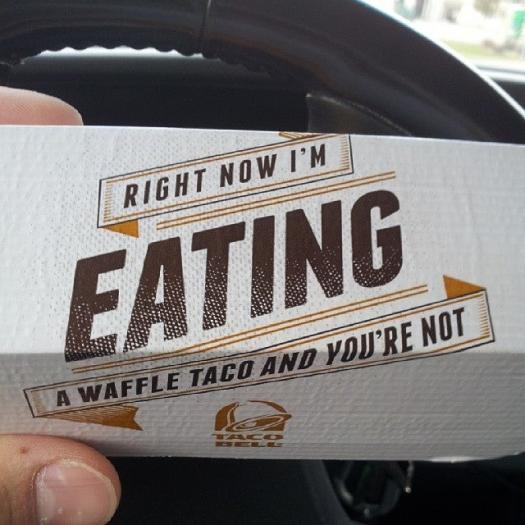 RIGHT NOW I'M
EATING
A WAFFLE TACO AND YOU'RE NOT
TACO
BELL